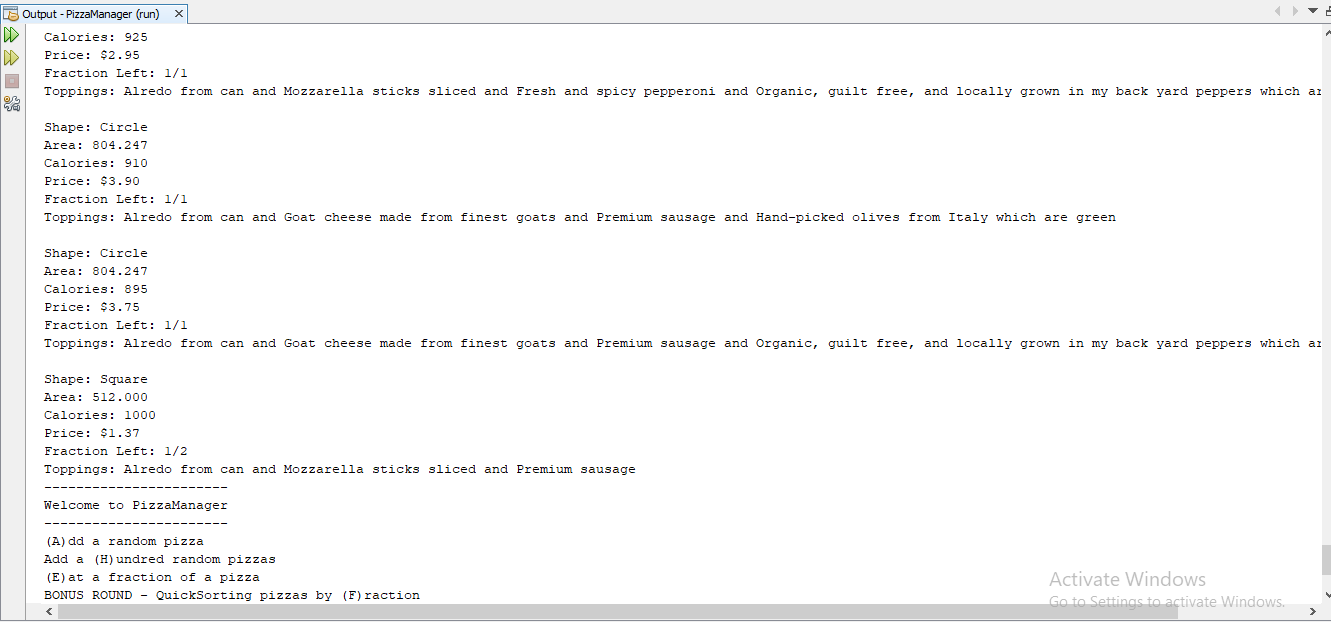 Output - PizzaManager (run)
Calories: 925
Price: $2.95
Fraction Left: 1/1
Toppings: Alredo from can and Mozzarella sticks sliced and Fresh and spicy pepperoni and Organic, guilt free, and locally grown in my back yard peppers which ar
Shape: Circle
Area: 804.247
Calories: 910
Price: $3.90
Fraction Left: 1/1
Toppings: Alredo from can and Goat cheese made from finest goats and Premium sausage and Hand-picked olives from Italy which are green
Shape: Circle
Area: 804.247
Calories: 895
Price: $3.75
Fraction Left: 1/1
Toppings: Alredo from can and Goat cheese made from finest goats and Premium sausage and Organic, guilt free, and locally grown in my back yard peppers which ar
Shape: Square
Area: 512.000
Calories: 1000
Price: $1.37
Fraction Left: 1/2
Toppings: Alredo from can and Mozzarella sticks sliced and Premium sausage
-----------------------
Welcome to PizzaManager
-----------------------
(A)dd a random pizza
Add a (H)undred random pizzas
(E)at a fraction of a pizza
BONUS ROUND - QuickSorting pizzas by (F)raction
Activate Windows
Go to Settings to activate Windows.